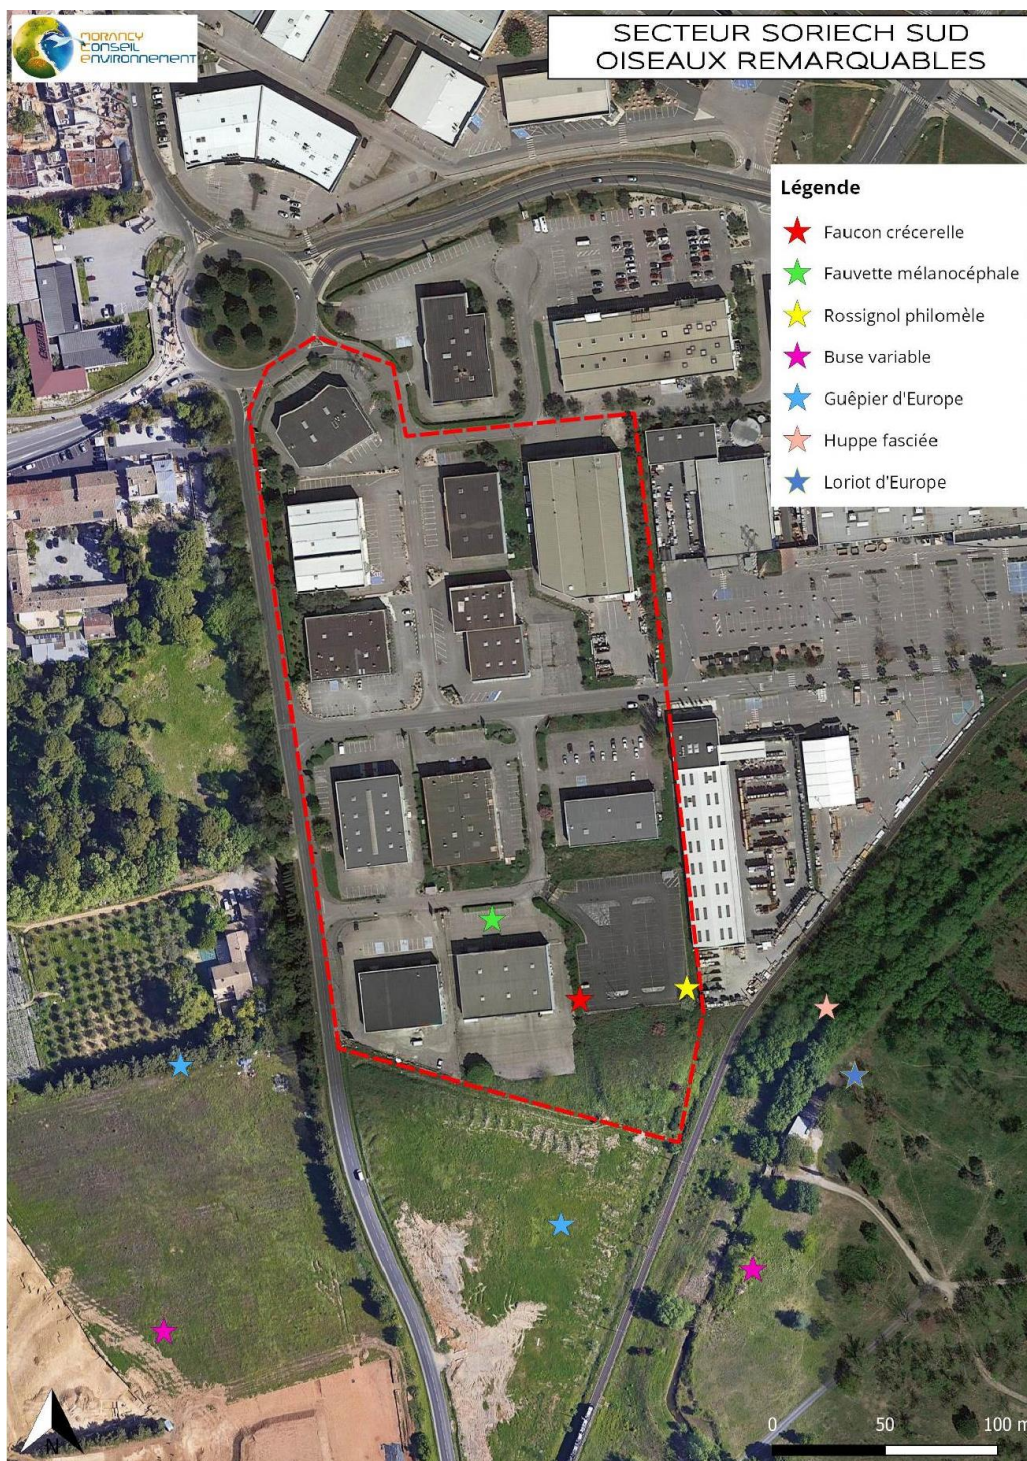 MORANCY
CONSEIL
ENVIRONNEMENT
SECTEUR SORIECH SUD
OISEAUX REMARQUABLES
Légende
Faucon crécerelle
Fauvette mélanocéphale
Rossignol philomèle
Buse variable
Guêpier d'Europe
Huppe fasciée
Loriot d'Europe
N
0 50 100 m